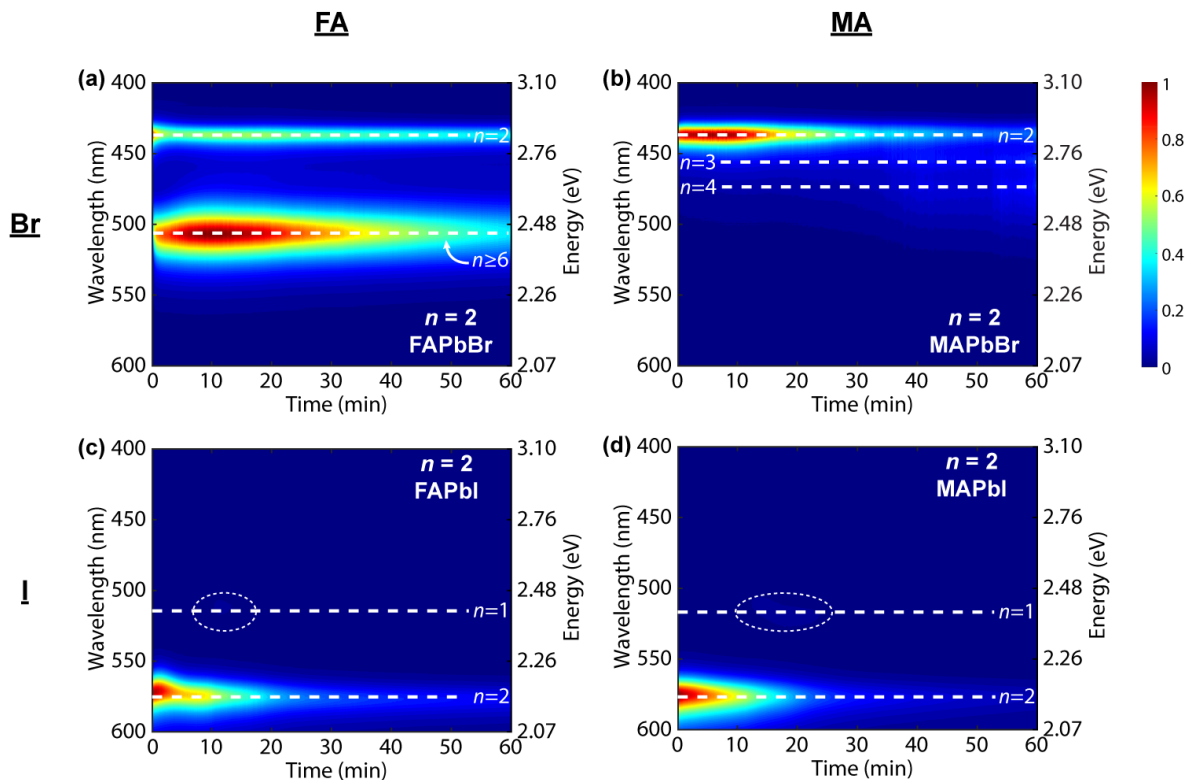 FA
MA
Br
I
(a)
400
450
500
550
600
Wavelength (nm)
3.10
2.76
2.48
2.26
2.07
Energy (eV)
n=2
n≥6
n = 2
FAPbBr
0
10
20
30
40
50
60
Time (min)
(b)
400
450
500
550
600
Wavelength (nm)
3.10
2.76
2.48
2.26
2.07
Energy (eV)
n=2
n=3
n=4
n = 2
MAPbBr
0
10
20
30
40
50
60
Time (min)
1
0.8
0.6
0.4
0.2
0
(c)
400
450
500
550
600
Wavelength (nm)
3.10
2.76
2.48
2.26
2.07
Energy (eV)
n = 2
FAPbI
n=1
n=2
0
10
20
30
40
50
60
Time (min)
(d)
400
450
500
550
600
Wavelength (nm)
3.10
2.76
2.48
2.26
2.07
Energy (eV)
n = 2
MAPbI
n=1
n=2
0
10
20
30
40
50
60
Time (min)